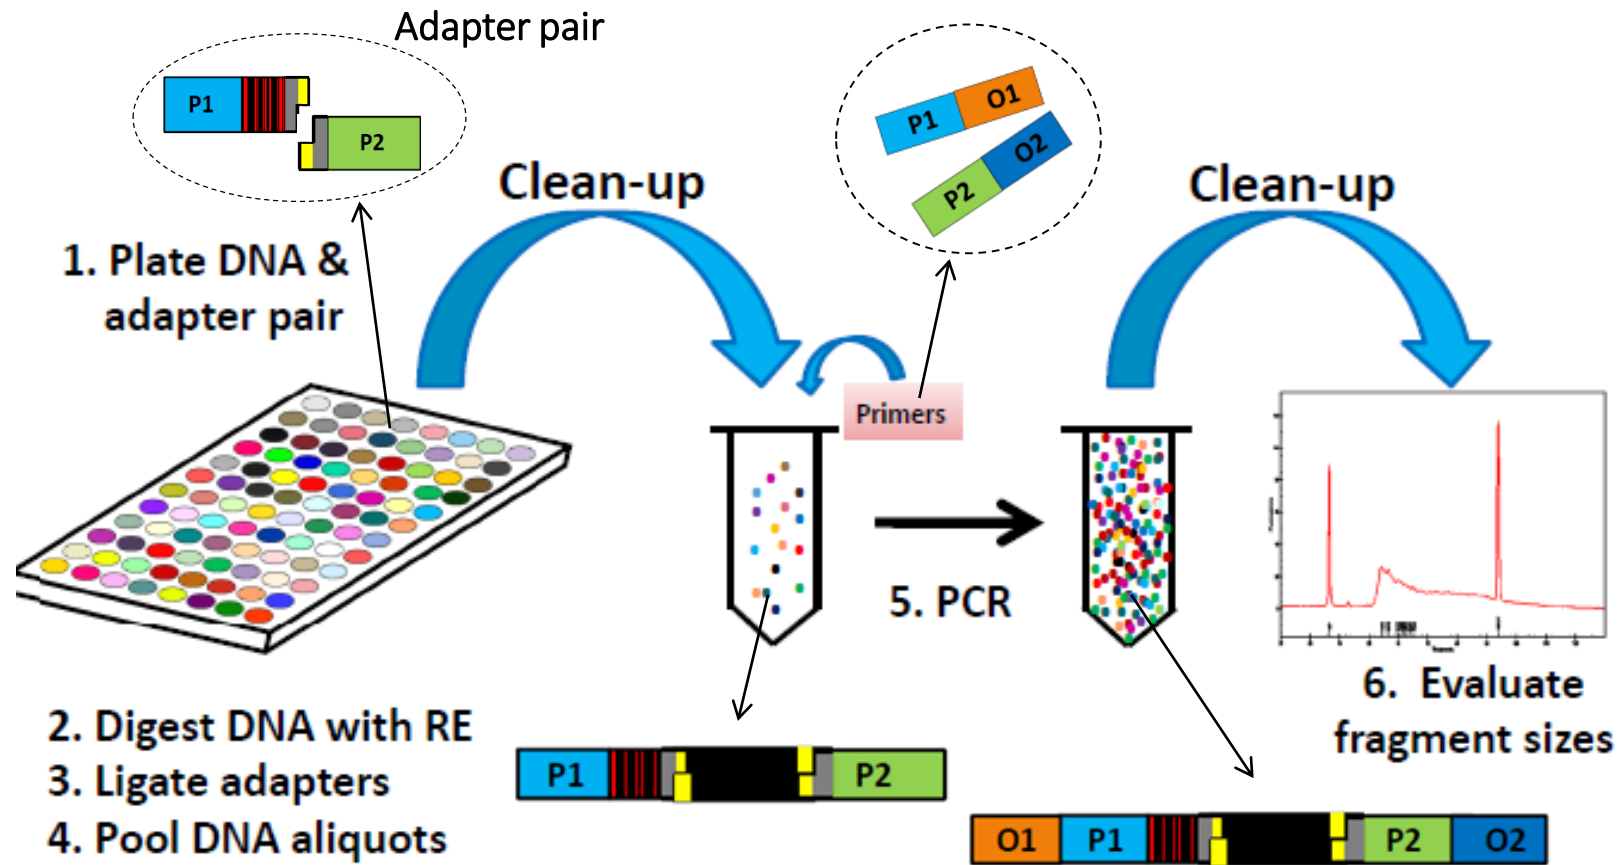 Adapter pair
P1
P2
P1 O1
P2 O2
Clean-up
Clean-up
1. Plate DNA &
adapter pair
Primers
5. PCR
6. Evaluate
fragment sizes
2. Digest DNA with RE
3. Ligate adapters
4. Pool DNA aliquots
P1 P2
O1 P1 P2 O2